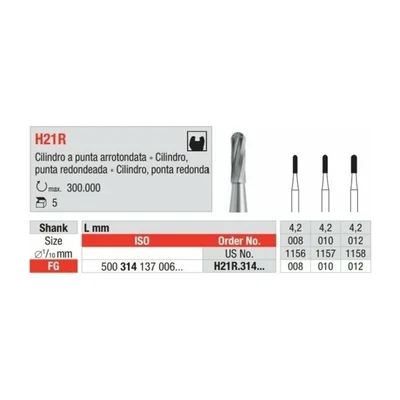 H21R
Cilindro a punta arrotondata • Cilindro,
punta redondeada • Cilindro, ponta redonda
max. 300.000
5
Shank L mm 4,2 4,2 4,2
Size ISO Order No. 008 010 012
Ø 1/10 mm US No. 1156 1157 1158
FG 500 314 137 006... H21R.314... 008 010 012